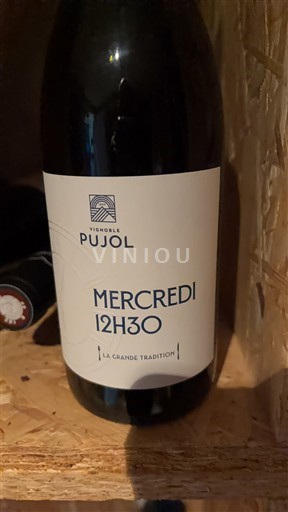 VIGNOBLE
PUJOL
VINIOU
MERCREDI
12H30
LA GRANDE TRADITION